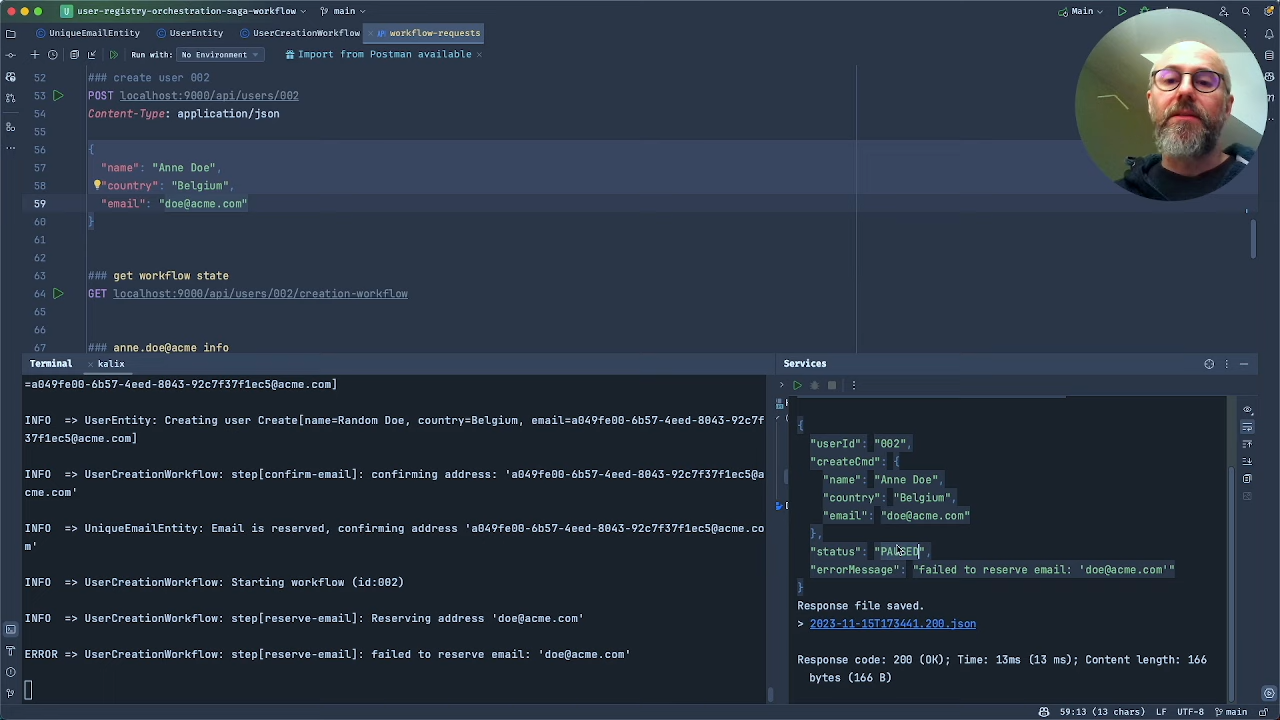 user-registry-orchestration-saga-workflow
main
Main
UniqueEmailEntity
UserEntity
UserCreationWorkflow
workflow-requests
Run with:
No Environment
Import from Postman available
52
### create user 002
53
POST localhost:9000/api/users/002
54
Content-Type: application/json
55
56
{
57
"name": "Anne Doe",
58
"country": "Belgium",
59
"email": "doe@acme.com"
60
}
61
62
63
### get workflow state
64
GET localhost:9000/api/users/002/creation-workflow
65
66
67
### anne.doe@acme info
Terminal
kalix
=a049fe00-6b57-4eed-8043-92c7f37f1ec5@acme.com]
INFO  => UserEntity: Creating user Create[name=Random Doe, country=Belgium, email=a049fe00-6b57-4eed-8043-92c7f
37f1ec5@acme.com]
INFO  => UserCreationWorkflow: step[confirm-email]: confirming address: 'a049fe00-6b57-4eed-8043-92c7f37f1ec5@a
cme.com'
INFO  => UniqueEmailEntity: Email is reserved, confirming address 'a049fe00-6b57-4eed-8043-92c7f37f1ec5@acme.co
m'
INFO  => UserCreationWorkflow: Starting workflow (id:002)
INFO  => UserCreationWorkflow: step[reserve-email]: Reserving address 'doe@acme.com'
ERROR => UserCreationWorkflow: step[reserve-email]: failed to reserve email: 'doe@acme.com'
Services
{
"userId": "002",
"createCmd": {
"name": "Anne Doe",
"country": "Belgium",
"email": "doe@acme.com"
},
"status": "PAUSED",
"errorMessage": "failed to reserve email: 'doe@acme.com'"
}
Response file saved.
> 2023-11-15T173441.200.json
Response code: 200 (OK); Time: 13ms (13 ms); Content length: 166
bytes (166 B)
59:13 (13 chars)
LF
UTF-8
main